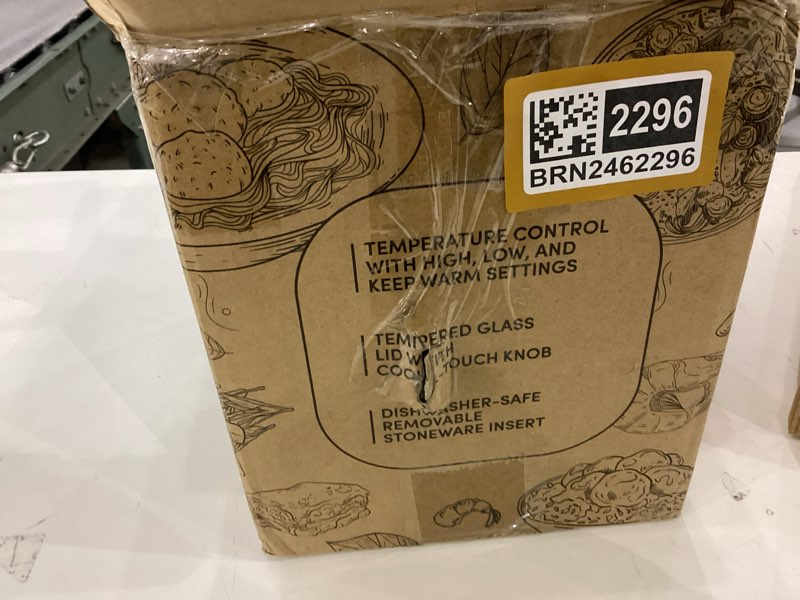 2296
BRN2462296
TEMPERATURE CONTROL
WITH HIGH, LOW, AND
KEEP WARM SETTINGS
TEMPERED GLASS
LID WITH
COOL-TOUCH KNOB
DISHWASHER-SAFE
REMOVABLE
STONEWARE INSERT